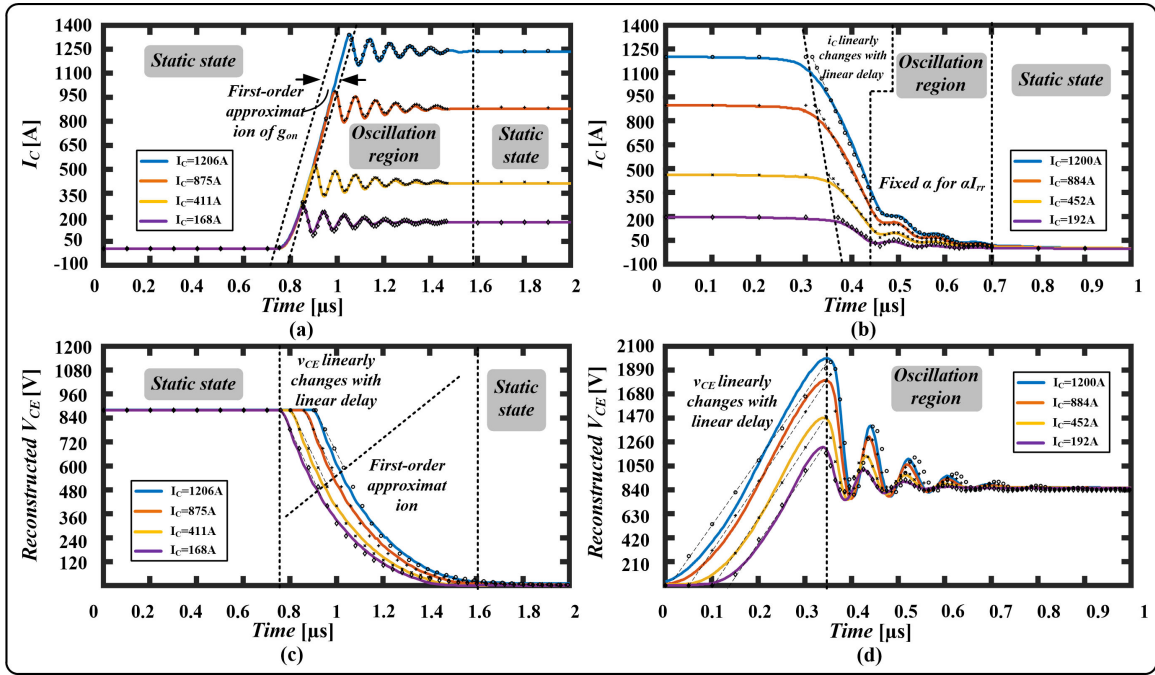 1400
1250
1100
950
800
650
500
350
200
50
-100
I_C [A]
Static state
First-order
approximat
ion of g_on
Oscillation
region
Static
state
I_C=1206A
I_C=875A
I_C=411A
I_C=168A
0 0.2 0.4 0.6 0.8 1 1.2 1.4 1.6 1.8 2
Time [µs]
(a)
1400
1250
1100
950
800
650
500
350
200
50
-100
I_C [A]
i_C linearly
changes with
linear delay
Oscillation
region
Static state
Fixed α for αI_rr
I_C=1200A
I_C=884A
I_C=452A
I_C=192A
0 0.1 0.2 0.3 0.4 0.5 0.6 0.7 0.8 0.9 1
Time [µs]
(b)
1200
1080
960
840
720
600
480
360
240
120
Reconstructed V_CE [V]
Static state
v_CE linearly
changes with
linear delay
Static
state
First-order
approximat
ion
I_C=1206A
I_C=875A
I_C=411A
I_C=168A
0 0.2 0.4 0.6 0.8 1 1.2 1.4 1.6 1.8 2
Time [µs]
(c)
2100
1890
1680
1470
1260
1050
840
630
420
210
Reconstructed V_CE [V]
v_CE linearly
changes with
linear delay
Oscillation
region
I_C=1200A
I_C=884A
I_C=452A
I_C=192A
0 0.1 0.2 0.3 0.4 0.5 0.6 0.7 0.8 0.9 1
Time [µs]
(d)